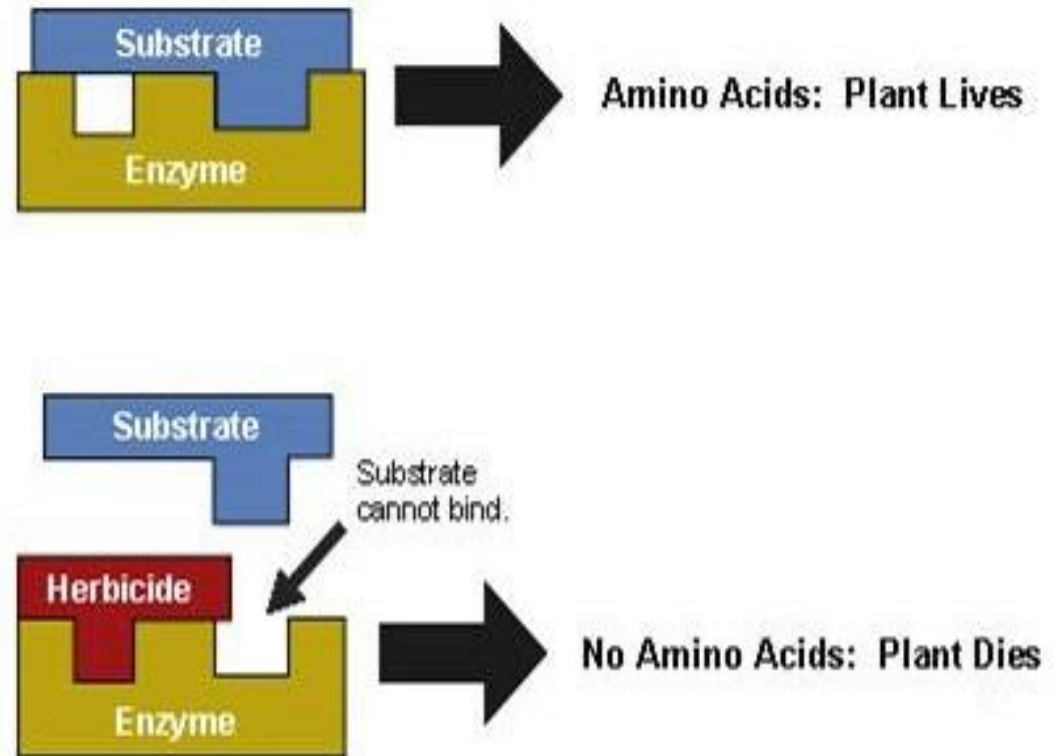 Substrate
Enzyme
Amino Acids: Plant Lives
Substrate
Substrate
cannot bind.
Herbicide
Enzyme
No Amino Acids: Plant Dies